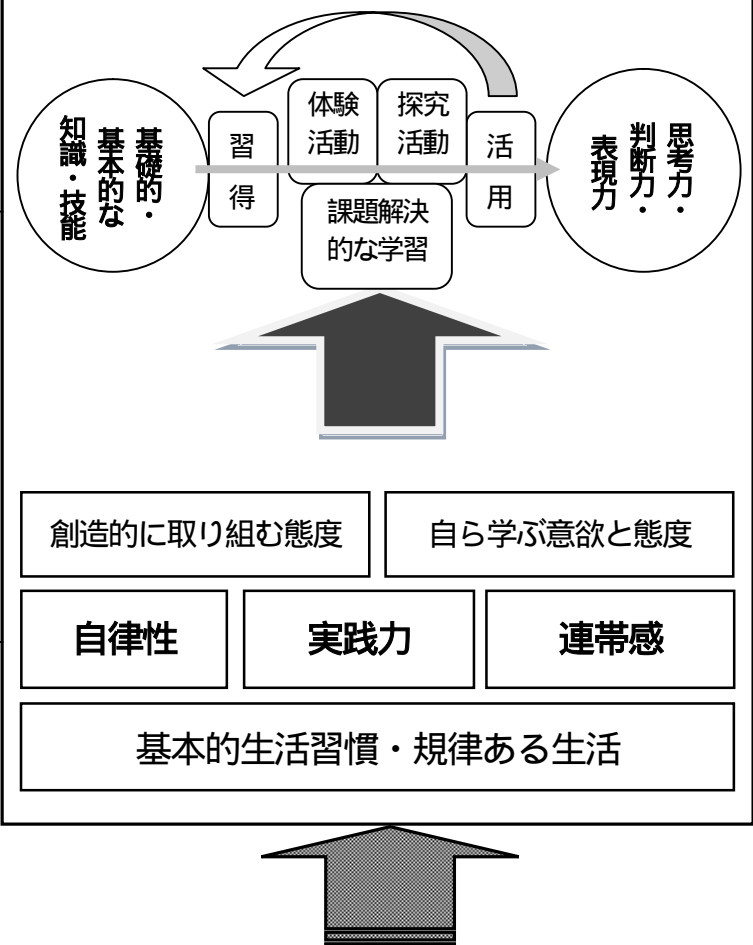 基礎的・
基本的な
知識・技能
習
得
体験
活動
探究
活動
課題解決
的な学習
活
用
思考力・
判断力・
表現力
創造的に取り組む態度
自ら学ぶ意欲と態度
自律性
実践力
連帯感
基本的生活習慣・規律ある生活